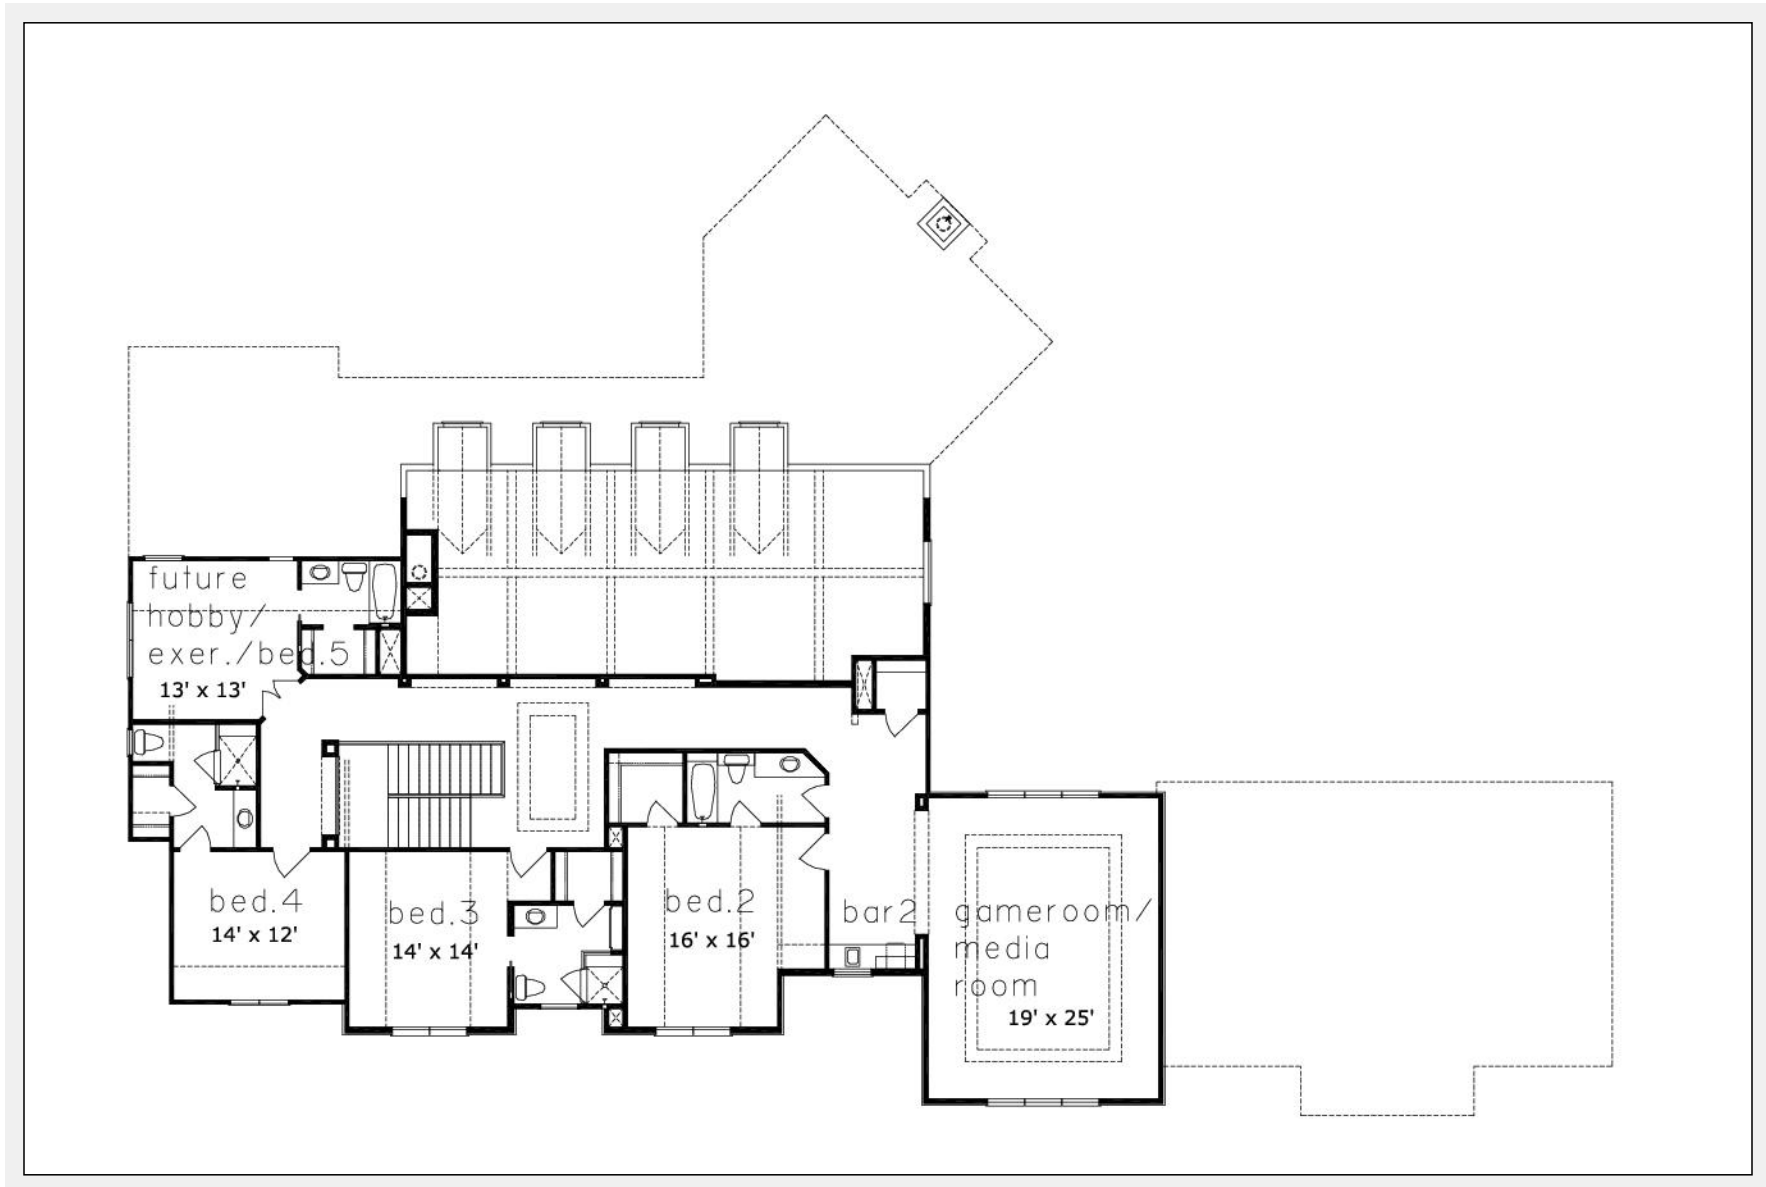 future
hobby/
exer./bed.5
13' x 13'
bed.4
14' x 12'
bed.3
14' x 14'
bed.2
16' x 16'
bar2
gameroom/
media
room
19' x 25'